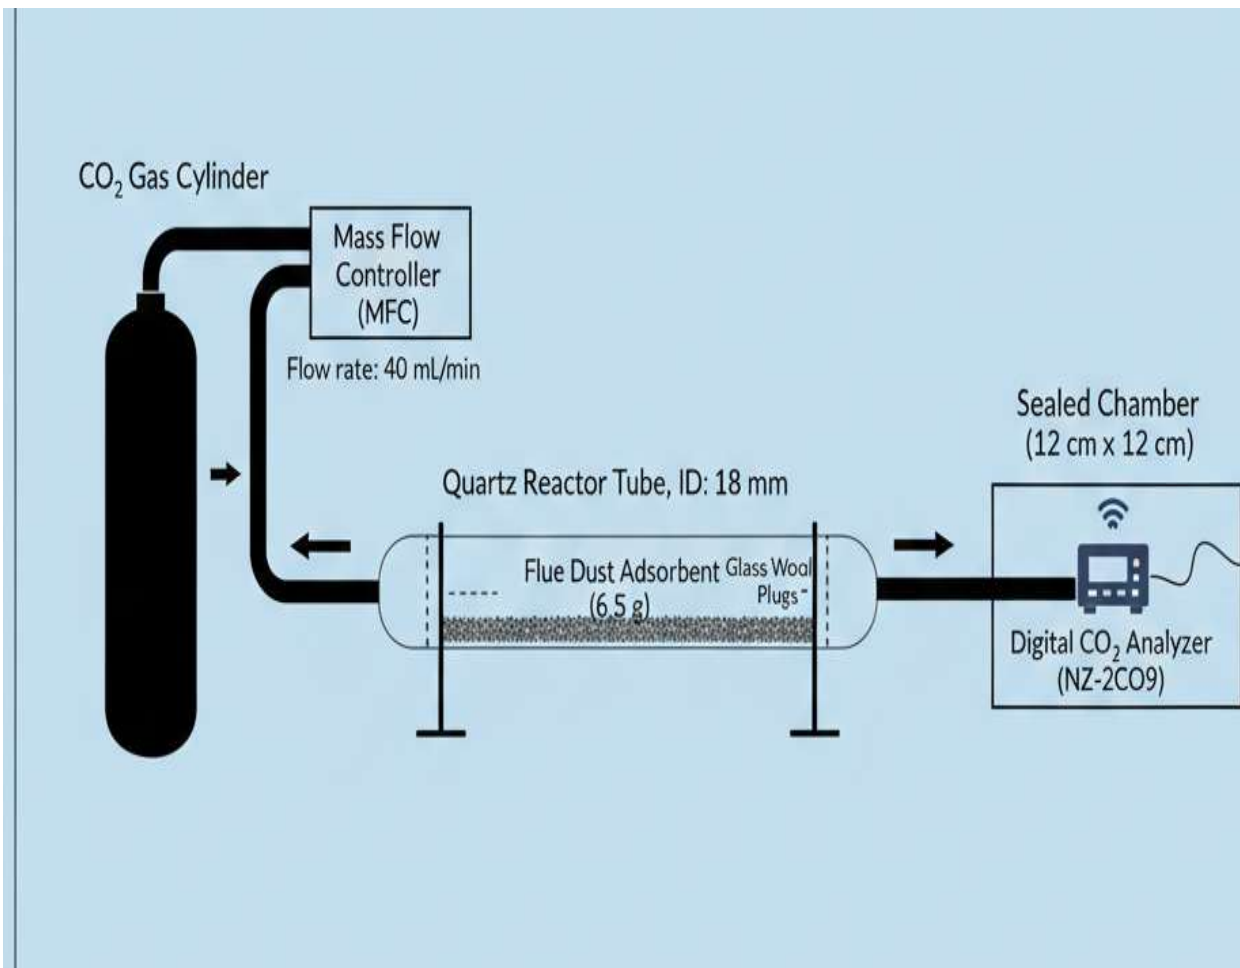 CO₂ Gas Cylinder
Mass Flow
Controller
(MFC)
Flow rate: 40 mL/min
Sealed Chamber
(12 cm x 12 cm)
Quartz Reactor Tube, ID: 18 mm
Flue Dust Adsorbent
(6.5 g)
Glass Wool
Plugs
Digital CO₂ Analyzer
(NZ-2CO9)